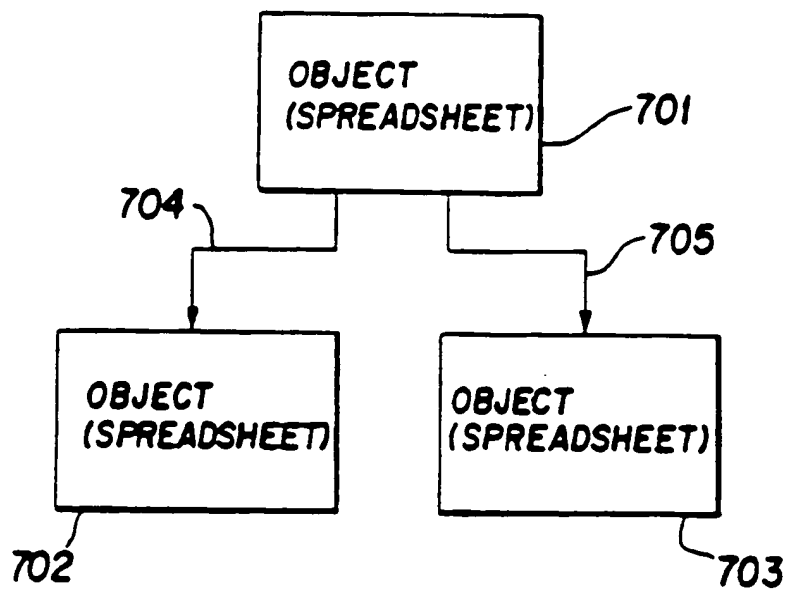 OBJECT
(SPREADSHEET)
701
704
705
OBJECT
(SPREADSHEET)
OBJECT
(SPREADSHEET)
702
703